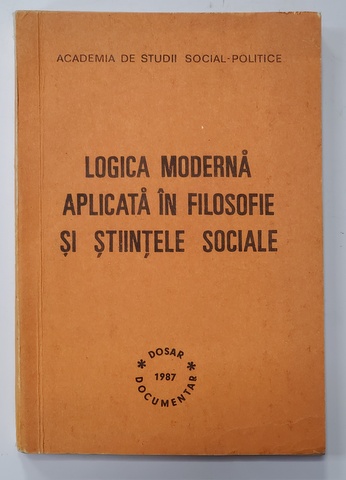 ACADEMIA DE STUDII SOCIAL-POLITICE
LOGICA MODERNĂ
APLICATĂ ÎN FILOSOFIE
ȘI ȘTIINȚELE SOCIALE
* DOSAR *
1987
DOCUMENTAR